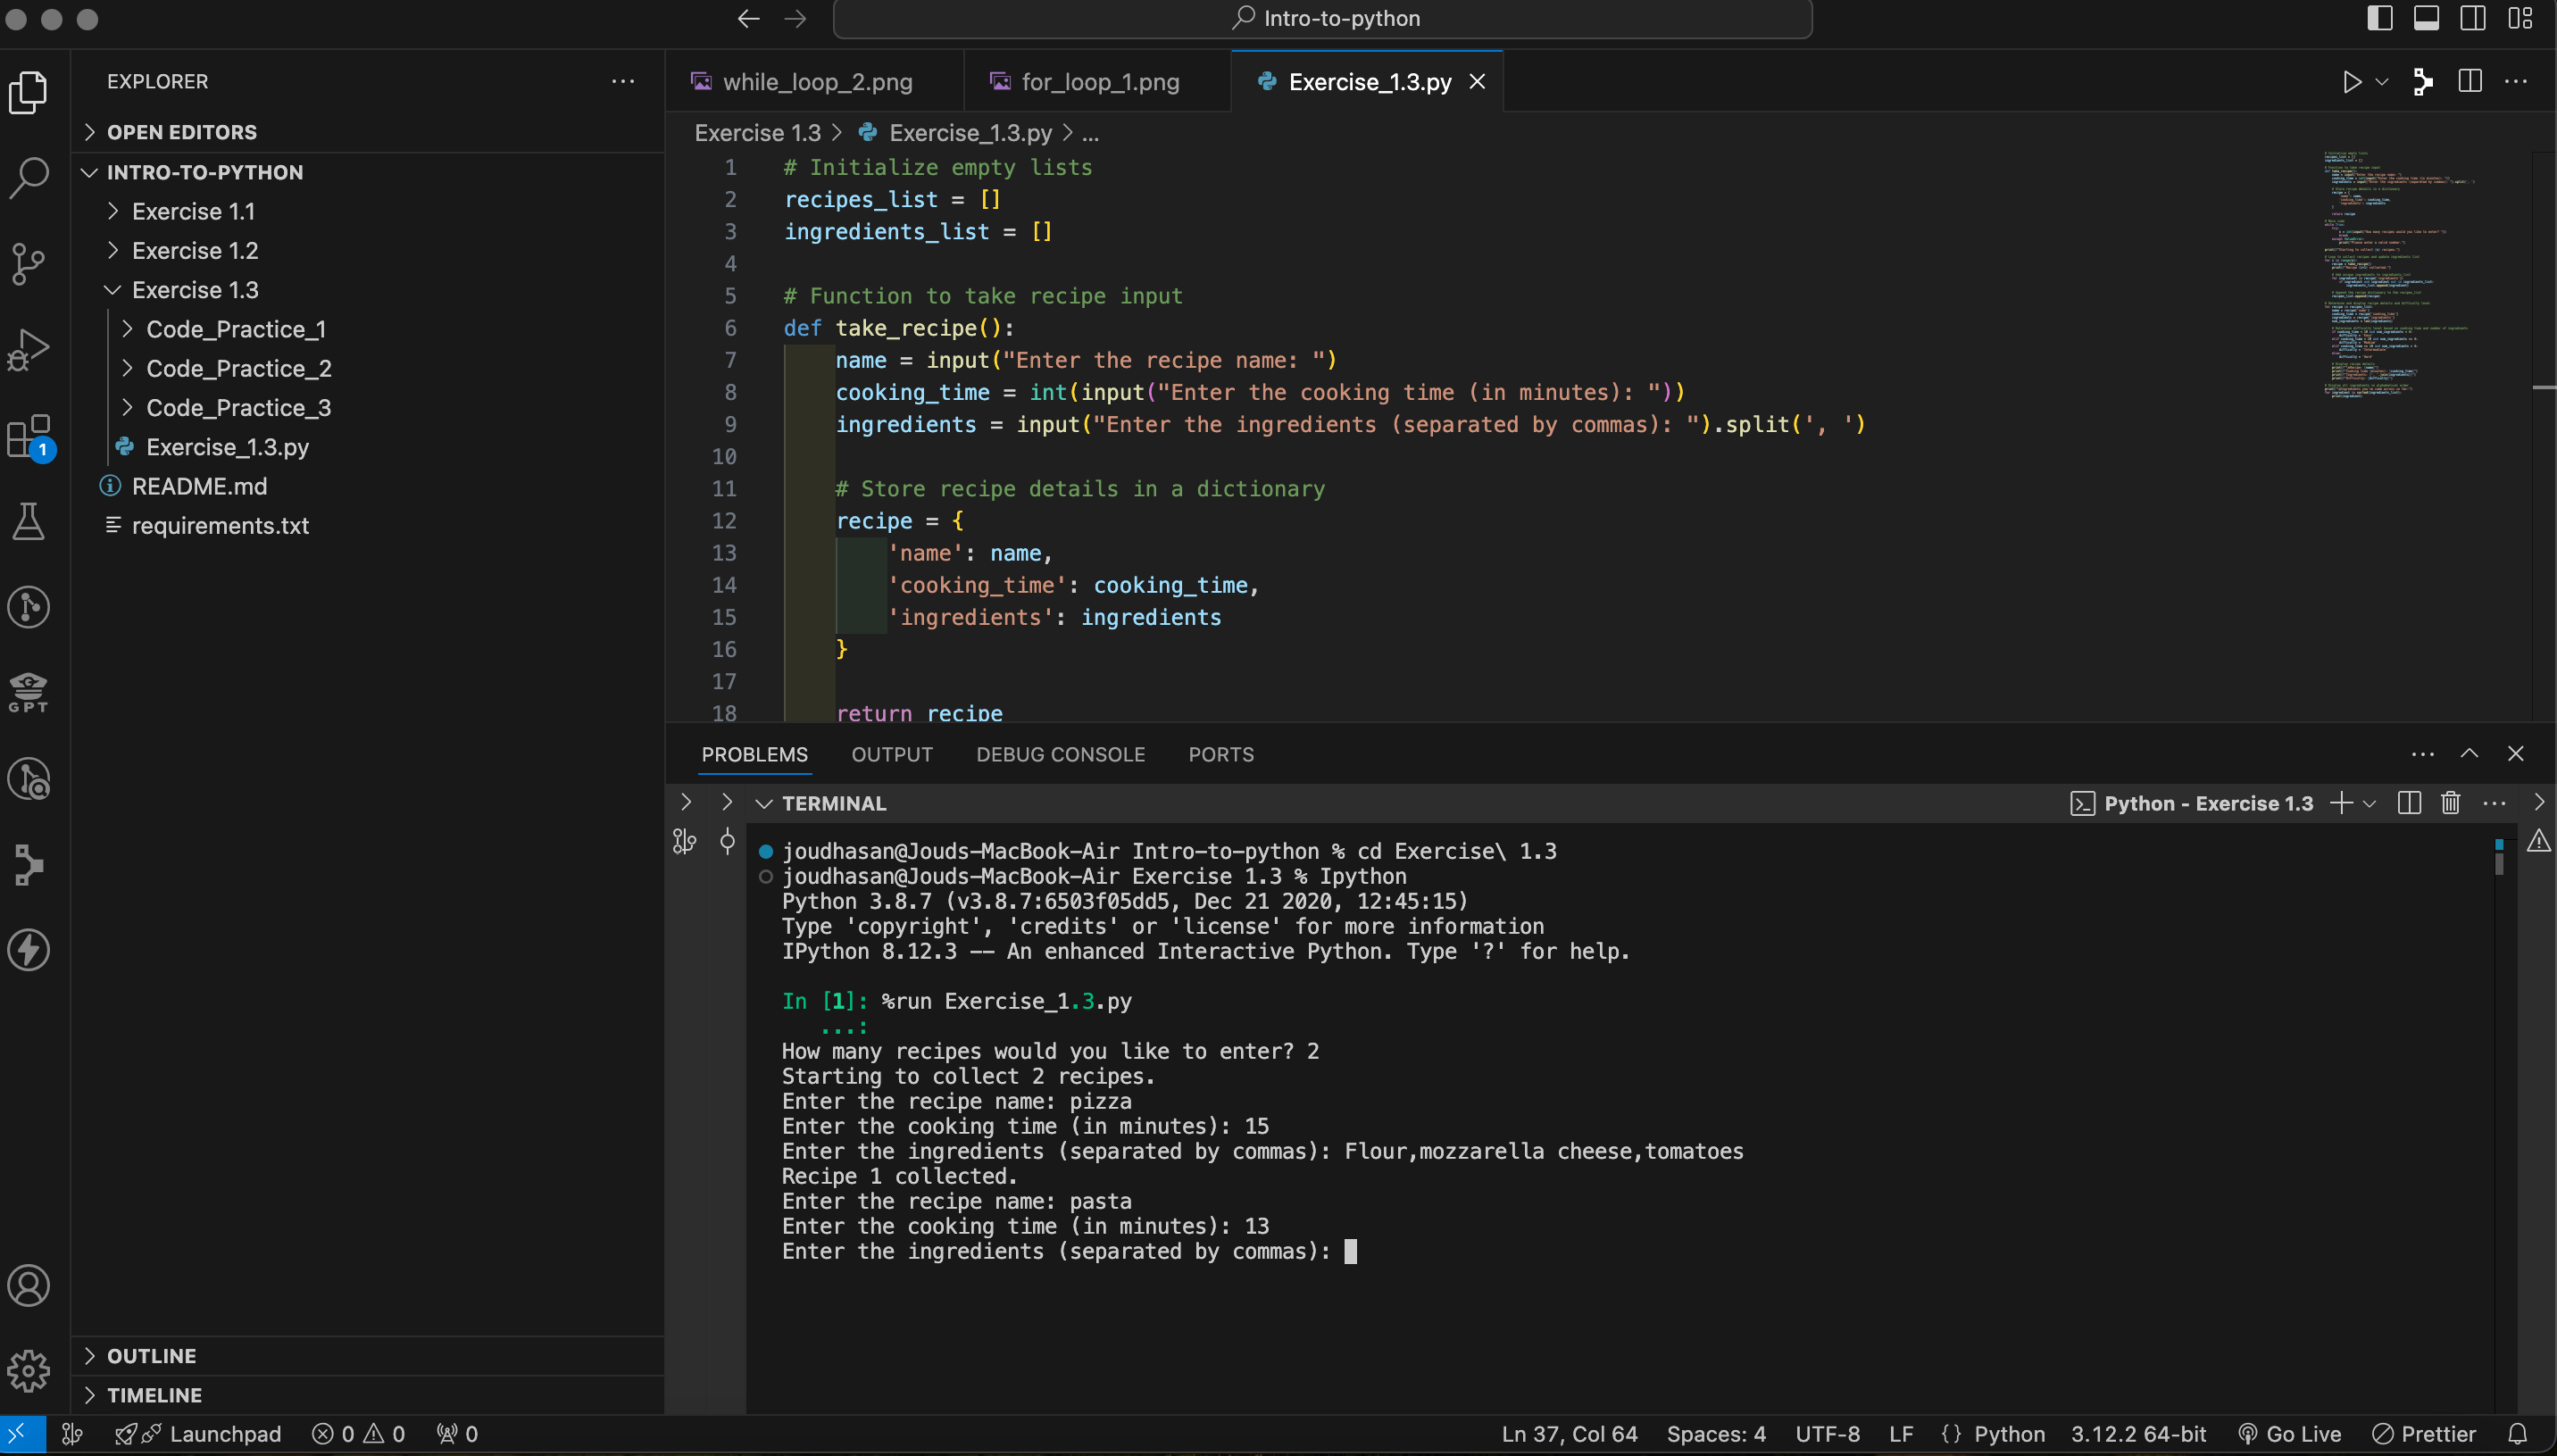 Intro-to-python
EXPLORER
OPEN EDITORS
INTRO-TO-PYTHON
Exercise 1.1
Exercise 1.2
Exercise 1.3
Code_Practice_1
Code_Practice_2
Code_Practice_3
Exercise_1.3.py
README.md
requirements.txt
GPT
1
OUTLINE
TIMELINE
while_loop_2.png
for_loop_1.png
Exercise_1.3.py
Exercise 1.3 > Exercise_1.3.py > ...
1 # Initialize empty lists
2 recipes_list = []
3 ingredients_list = []
4
5 # Function to take recipe input
6 def take_recipe():
7     name = input("Enter the recipe name: ")
8     cooking_time = int(input("Enter the cooking time (in minutes): "))
9     ingredients = input("Enter the ingredients (separated by commas): ").split(', ')
10
11     # Store recipe details in a dictionary
12     recipe = {
13         'name': name,
14         'cooking_time': cooking_time,
15         'ingredients': ingredients
16     }
17
18     return recipe
PROBLEMS OUTPUT DEBUG CONSOLE PORTS
TERMINAL
Python - Exercise 1.3
joudhasan@Jouds-MacBook-Air Intro-to-python % cd Exercise\ 1.3
joudhasan@Jouds-MacBook-Air Exercise 1.3 % Ipython
Python 3.8.7 (v3.8.7:6503f05dd5, Dec 21 2020, 12:45:15)
Type 'copyright', 'credits' or 'license' for more information
IPython 8.12.3 -- An enhanced Interactive Python. Type '?' for help.
In [1]: %run Exercise_1.3.py
   ...:
How many recipes would you like to enter? 2
Starting to collect 2 recipes.
Enter the recipe name: pizza
Enter the cooking time (in minutes): 15
Enter the ingredients (separated by commas): Flour,mozzarella cheese,tomatoes
Recipe 1 collected.
Enter the recipe name: pasta
Enter the cooking time (in minutes): 13
Enter the ingredients (separated by commas):
Launchpad 0 0 0 Ln 37, Col 64 Spaces: 4 UTF-8 LF {} Python 3.12.2 64-bit Go Live Prettier